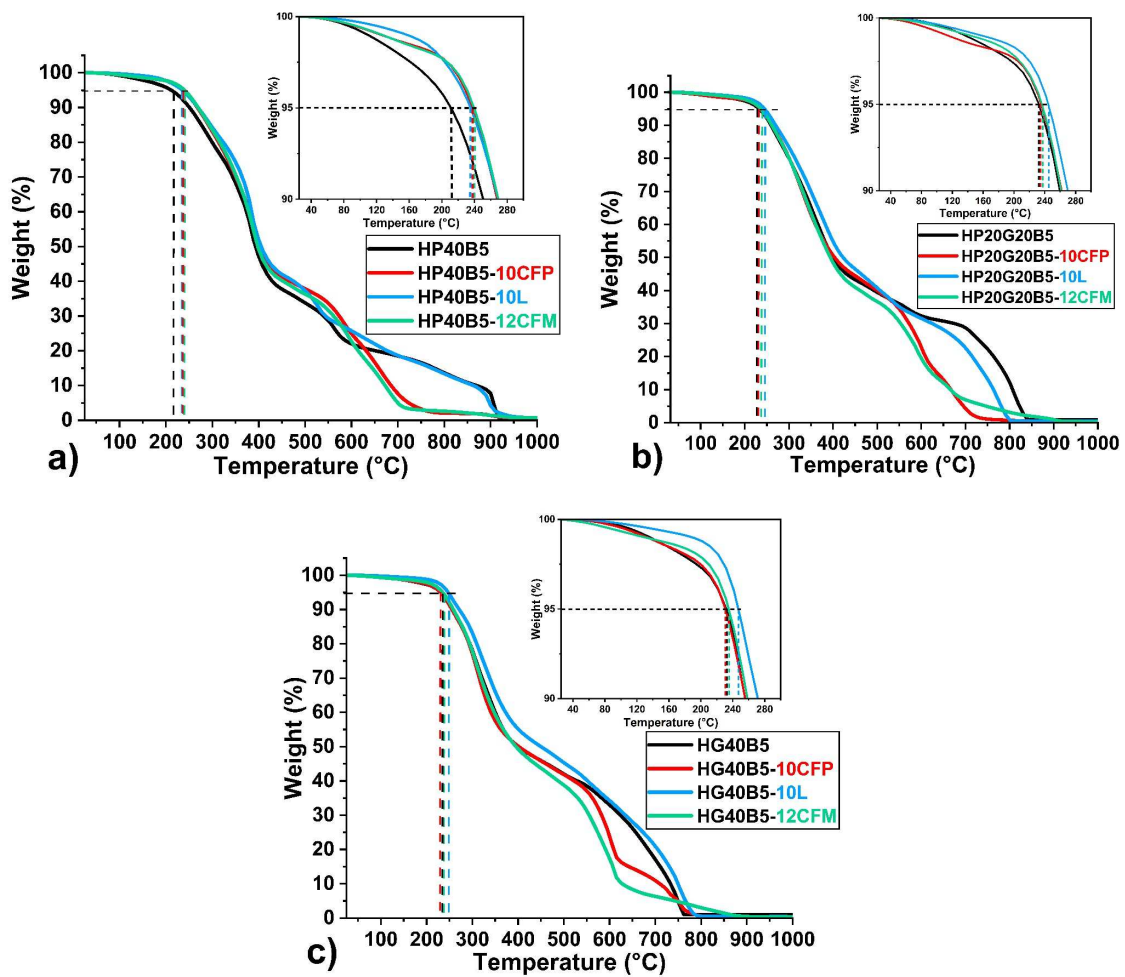 100
90
80
70
60
50
40
30
20
10
0
Weight (%)
100 200 300 400 500 600 700 800 900 1000
Temperature (°C)
a)
100
95
90
Weight (%)
40 80 120 160 200 240 280
Temperature (°C)
HP40B5
HP40B5-10CFP
HP40B5-10L
HP40B5-12CFM
100
90
80
70
60
50
40
30
20
10
0
Weight (%)
100 200 300 400 500 600 700 800 900 1000
Temperature (°C)
b)
100
95
90
Weight (%)
40 80 120 160 200 240 280
Temperature (°C)
HP20G20B5
HP20G20B5-10CFP
HP20G20B5-10L
HP20G20B5-12CFM
100
90
80
70
60
50
40
30
20
10
0
Weight (%)
100 200 300 400 500 600 700 800 900 1000
Temperature (°C)
c)
100
95
90
Weight (%)
40 80 120 160 200 240 280
Temperature (°C)
HG40B5
HG40B5-10CFP
HG40B5-10L
HG40B5-12CFM